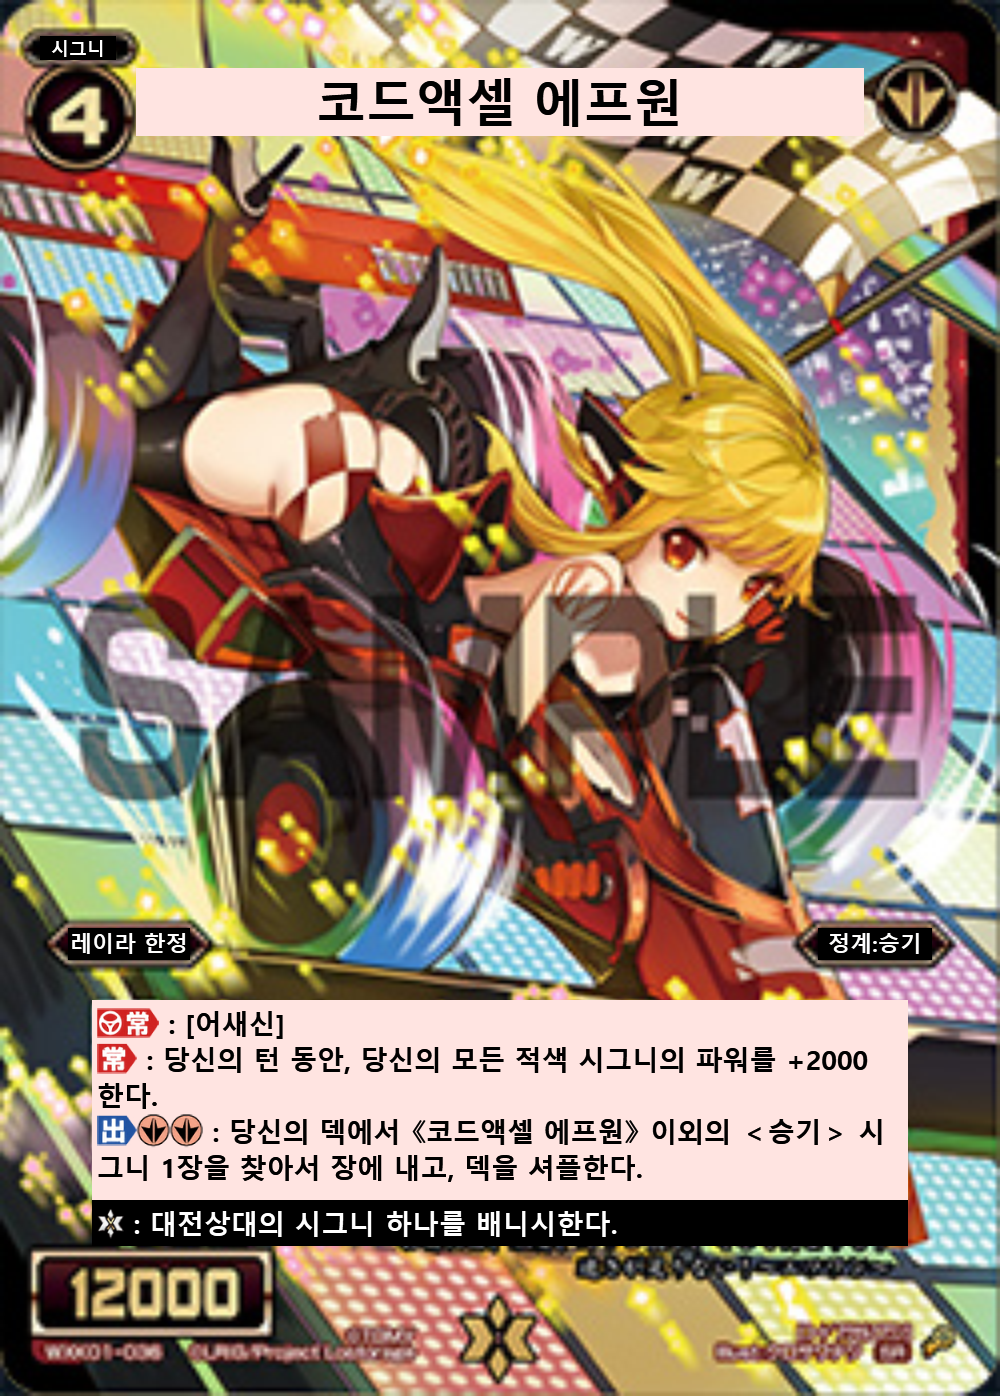 시그니
4
코드액셀 에프원
W
W
W
SAMPLE
1
레이라 한정
정계:승기
常 : [어새신]
常 : 당신의 턴 동안, 당신의 모든 적색 시그니의 파워를 +2000
한다.
出 : 당신의 덱에서 《코드액셀 에프원》 이외의 <승기> 시
그니 1장을 찾아서 장에 내고, 덱을 셔플한다.
: 대전상대의 시그니 하나를 배니시한다.
12000
WXK01-036